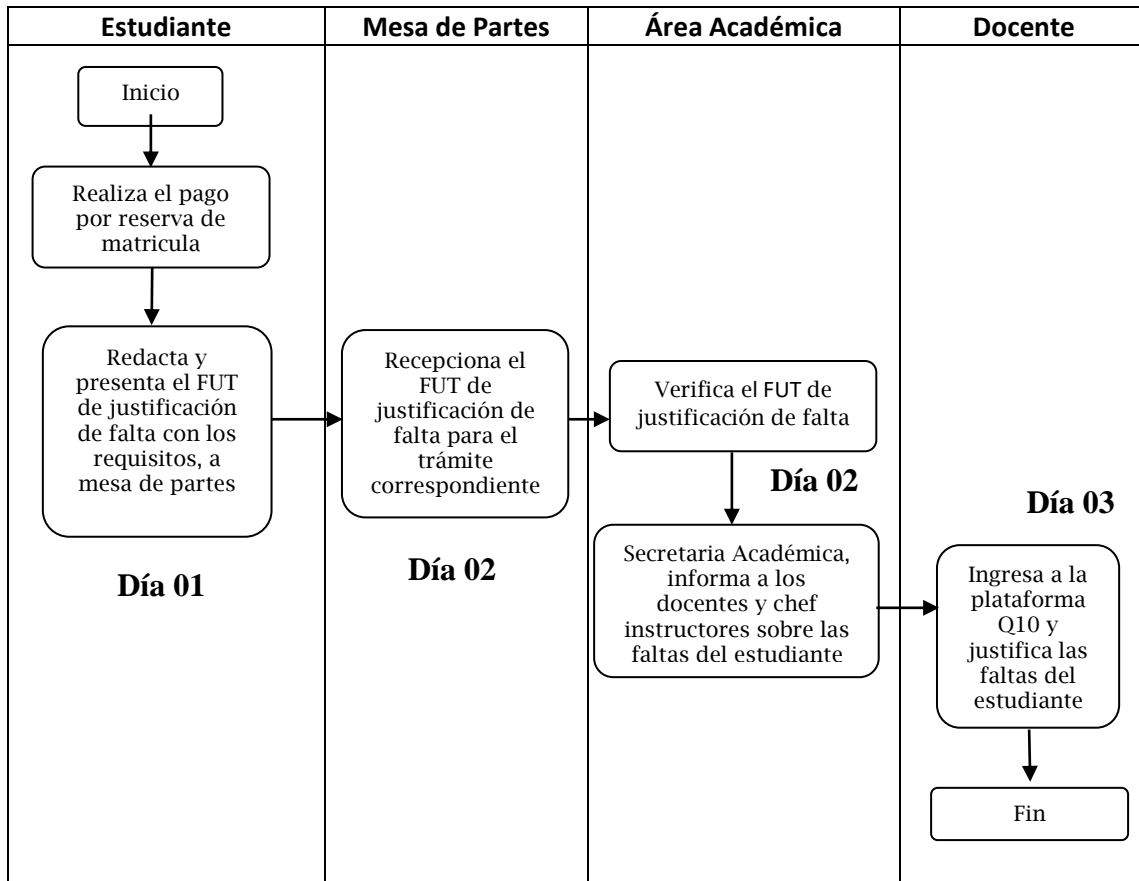 Estudiante
Mesa de Partes
Área Académica
Docente
Inicio
Realiza el pago
por reserva de
matricula
Redacta y
presenta el FUT
de justificación
de falta con los
requisitos, a
mesa de partes
Día 01
Recepciona el
FUT de
justificación de
falta para el
trámite
correspondiente
Día 02
Verifica el FUT de
justificación de falta
Día 02
Secretaria Académica,
informa a los
docentes y chef
instructores sobre las
faltas del estudiante
Día 03
Ingresa a la
plataforma
Q10 y
justifica las
faltas del
estudiante
Fin